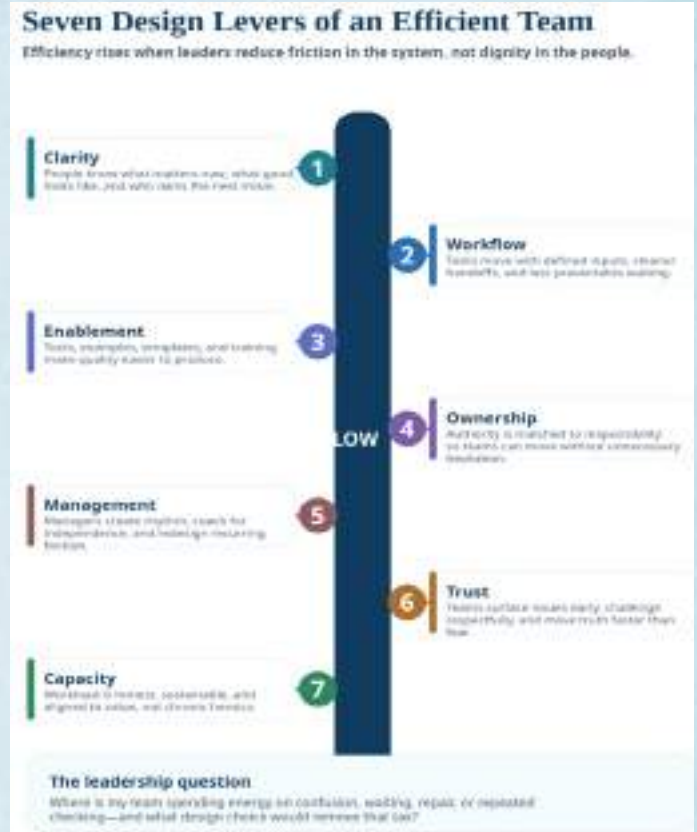 Seven Design Levers of an Efficient Team
Efficiency rises when leaders reduce friction in the system, not dignity in the people.
1
Clarity
People know what matters now, what good
looks like, and who owns the next move.
2
Workflow
Tasks move with defined inputs, cleaner
handoffs, and less preventable waiting.
3
Enablement
Tools, examples, templates, and training
make quality easier to produce.
LOW
4
Ownership
Authority is matched to responsibility
so teams can move without unnecessary
5
Management
Managers create rhythm, coach for
independence, and redesign recurring
friction.
6
Trust
Teams surface issues early, challenge
respectfully, and move truth faster than
fear.
7
Capacity
Workload is honest, sustainable, and
aligned to value, not chronic heroics.
The leadership question
Where is my team spending energy on confusion, waiting, repair, or repeated
checking—and what design choice would remove that tax?